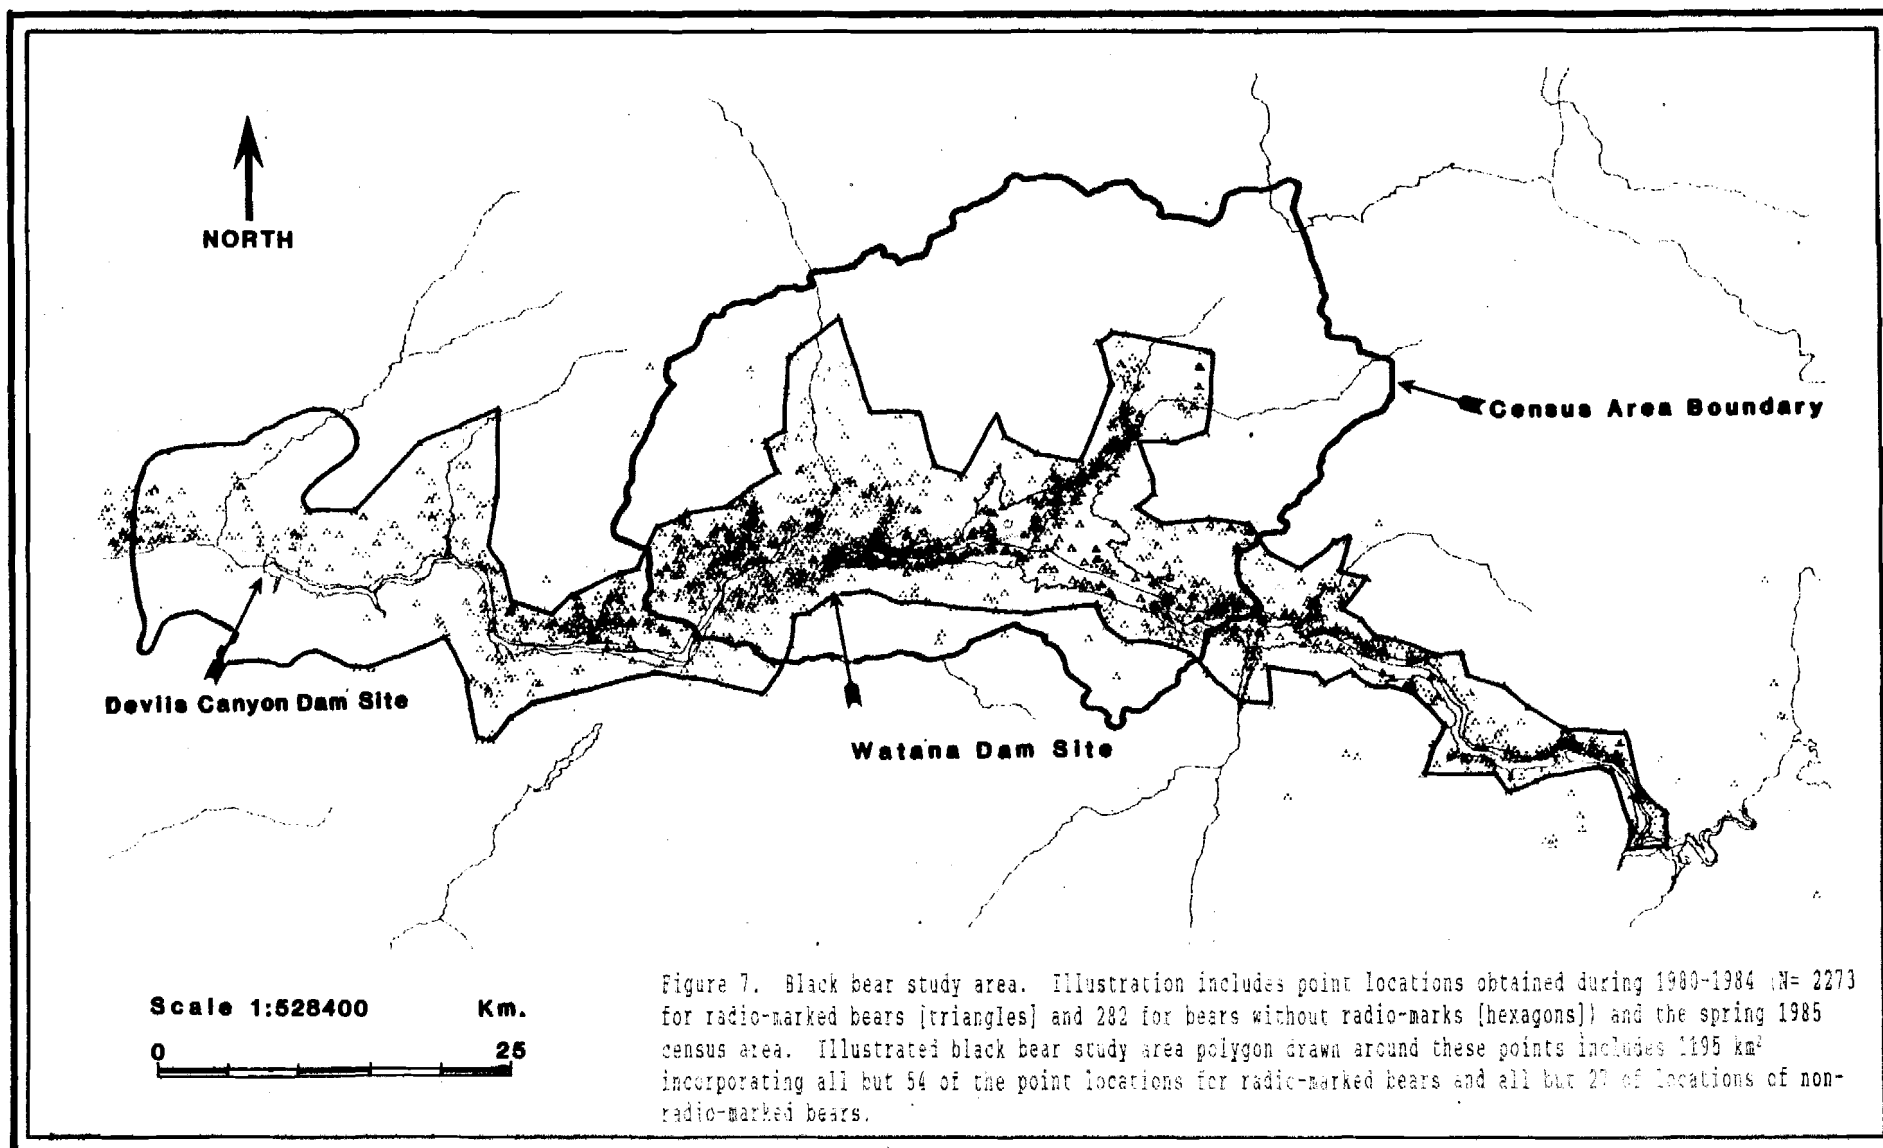 NORTH
Census Area Boundary
Devils Canyon Dam Site
Watana Dam Site
Scale 1:528400 Km.
0 25
Figure 7. Black bear study area. Illustration includes point locations obtained during 1980-1984 (N= 2273
for radio-marked bears [triangles] and 282 for bears without radio-marks [hexagons]) and the spring 1985
census area. Illustrated black bear study area polygon drawn around these points includes 1195 km²
incorporating all but 54 of the point locations for radio-marked bears and all but 27 of locations of non-
radio-marked bears.